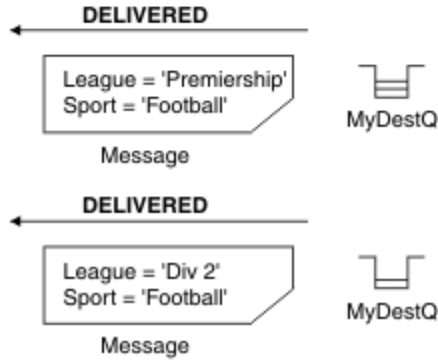 DELIVERED
League = 'Premiership'
Sport = 'Football'
MyDestQ
Message
DELIVERED
League = 'Div 2'
Sport = 'Football'
MyDestQ
Message